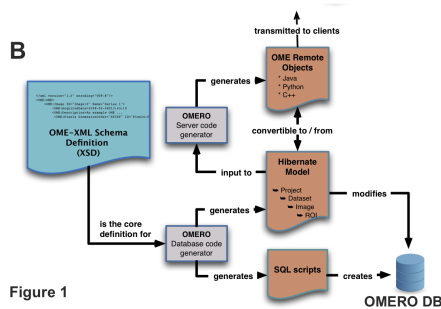 B
transmitted to clients
OME Remote
Objects
* Java
* Python
* C++
generates
OMERO
Server code
generator
OME-XML Schema
Definition
(XSD)
convertible to / from
input to
Hibernate
Model
Project
Dataset
Image
ROI
modifies
is the core
definition for
OMERO
Database code
generator
generates
generates
SQL scripts
creates
OMERO DB
Figure 1